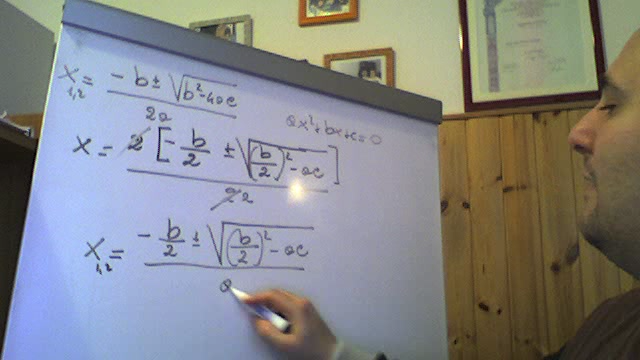 x₁,₂ = (-b ± √(b² - 4ac)) / 2a
ax² + bx + c = 0
x = 2[-b/2 ± √((b/2)² - ac)] / 2a
x₁,₂ = (-b/2 ± √((b/2)² - ac)) / a